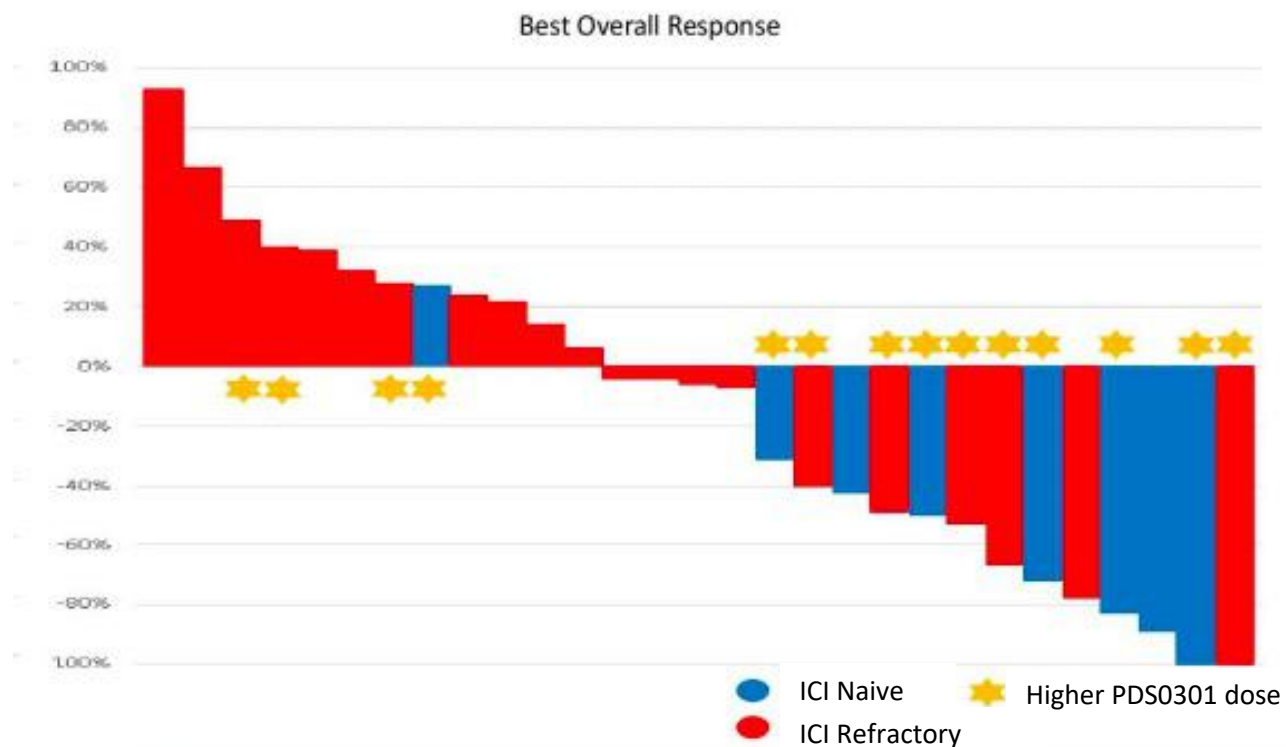 Best Overall Response
100%
80%
60%
40%
20%
0%
-20%
-40%
-60%
-80%
100%
ICI Naive
Higher PDS0301 dose
ICI Refractory